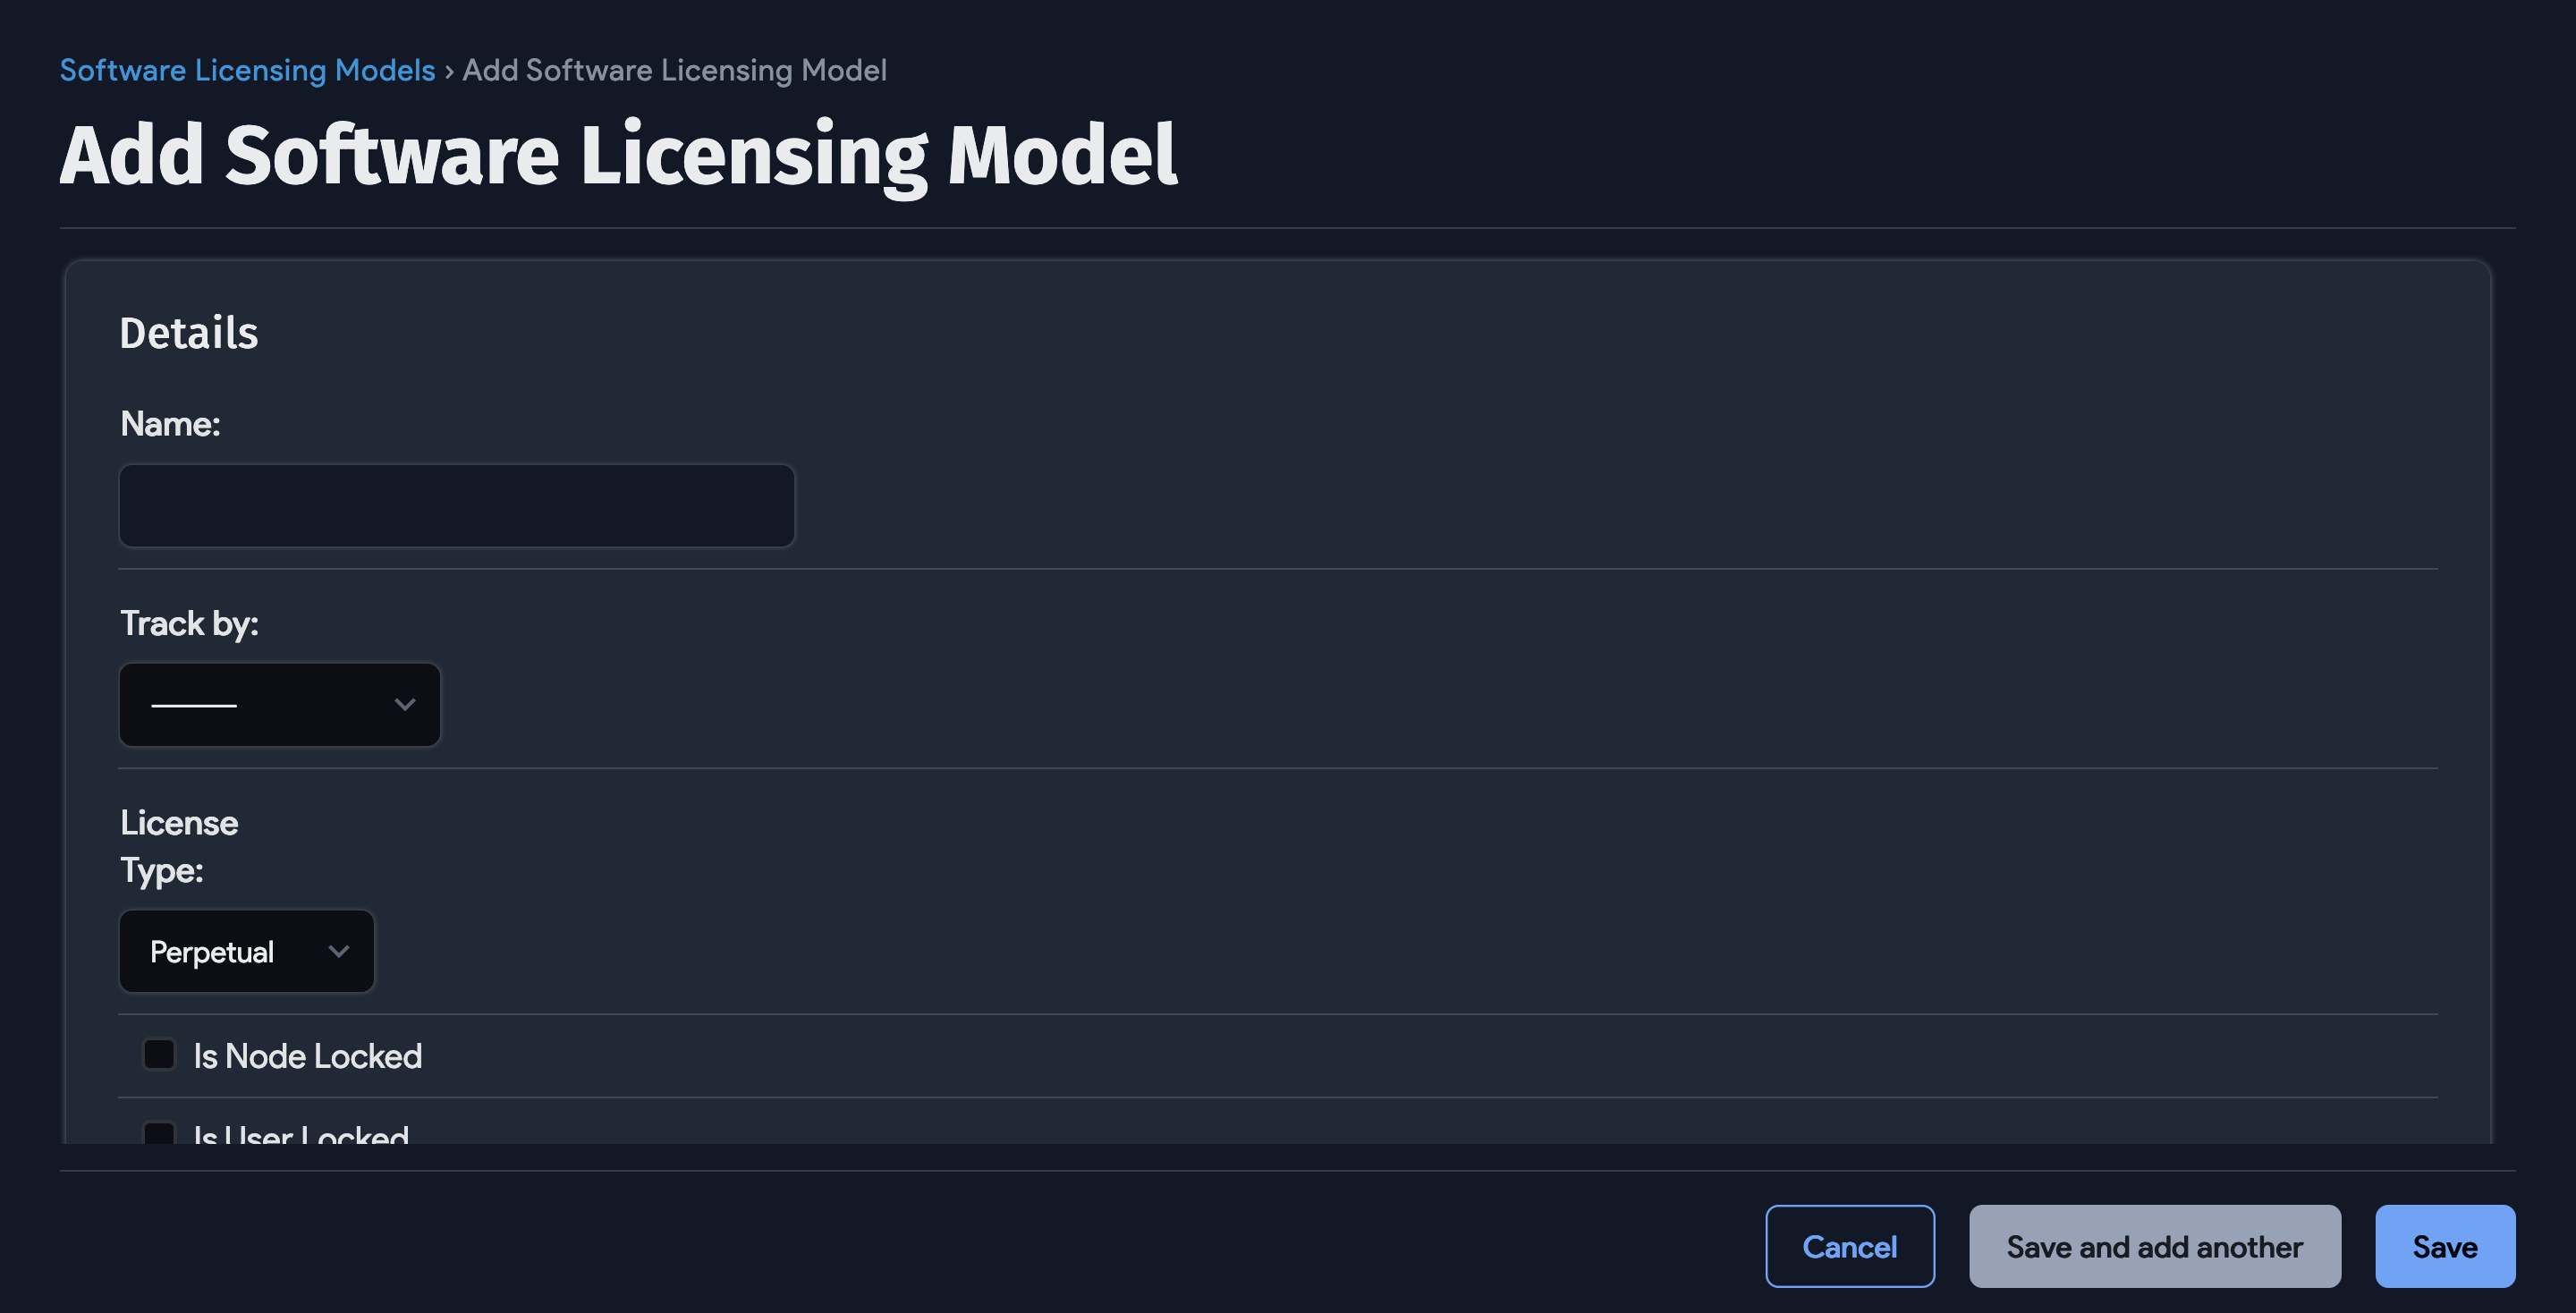 Software Licensing Models › Add Software Licensing Model
Add Software Licensing Model
Details
Name:
Track by:
License
Type:
Perpetual
Is Node Locked
Is User Locked
Cancel
Save and add another
Save